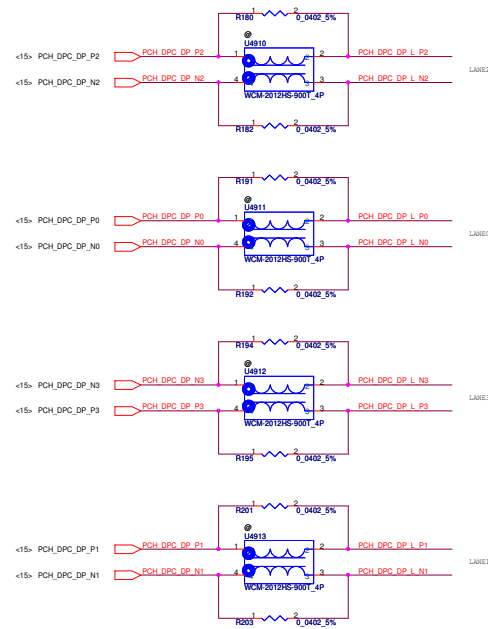 R180 1 2 0_0402_5%
@
U4910
<15> PCH_DPC_DP_P2 PCH_DPC_DP_P2 1 2 PCH_DPC_DP_L_P2
LANE2
<15> PCH_DPC_DP_N2 PCH_DPC_DP_N2 4 3 PCH_DPC_DP_L_N2
WCM-2012HS-900T_4P
R182 1 2 0_0402_5%
R191 1 2 0_0402_5%
@
U4911
<15> PCH_DPC_DP_P0 PCH_DPC_DP_P0 1 2 PCH_DPC_DP_L_P0
LANE0
<15> PCH_DPC_DP_N0 PCH_DPC_DP_N0 4 3 PCH_DPC_DP_L_N0
WCM-2012HS-900T_4P
R192 1 2 0_0402_5%
R194 1 2 0_0402_5%
@
U4912
<15> PCH_DPC_DP_N3 PCH_DPC_DP_N3 1 2 PCH_DPC_DP_L_N3
LANE3
<15> PCH_DPC_DP_P3 PCH_DPC_DP_P3 4 3 PCH_DPC_DP_L_P3
WCM-2012HS-900T_4P
R195 1 2 0_0402_5%
R201 1 2 0_0402_5%
@
U4913
<15> PCH_DPC_DP_P1 PCH_DPC_DP_P1 1 2 PCH_DPC_DP_L_P1
LANE1
<15> PCH_DPC_DP_N1 PCH_DPC_DP_N1 4 3 PCH_DPC_DP_L_N1
WCM-2012HS-900T_4P
R203 1 2 0_0402_5%